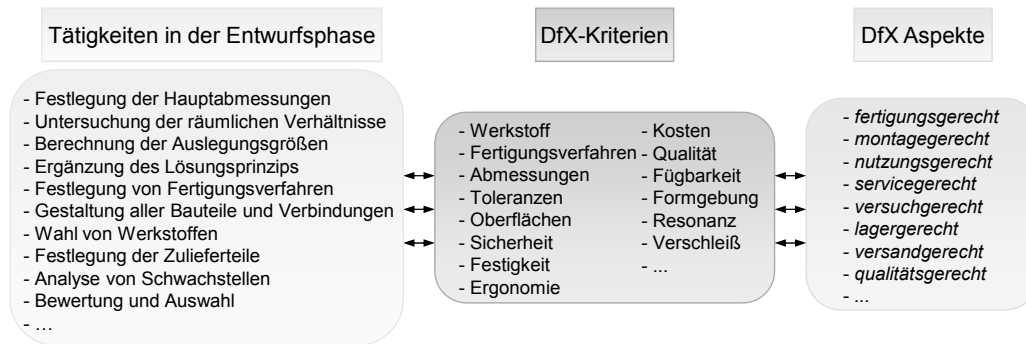 Tätigkeiten in der Entwurfsphase
DfX-Kriterien
DfX Aspekte
- Festlegung der Hauptabmessungen
- Untersuchung der räumlichen Verhältnisse
- Berechnung der Auslegungsgrößen
- Ergänzung des Lösungsprinzips
- Festlegung von Fertigungsverfahren
- Gestaltung aller Bauteile und Verbindungen
- Wahl von Werkstoffen
- Festlegung der Zulieferteile
- Analyse von Schwachstellen
- Bewertung und Auswahl
- ...
- Werkstoff
- Fertigungsverfahren
- Abmessungen
- Toleranzen
- Oberflächen
- Sicherheit
- Festigkeit
- Ergonomie
- Kosten
- Qualität
- Fügbarkeit
- Formgebung
- Resonanz
- Verschleiß
- ...
- fertigungsgerecht
- montagegerecht
- nutzungsgerecht
- servicegerecht
- versuchgerecht
- lagergerecht
- versandgerecht
- qualitätsgerecht
- ...